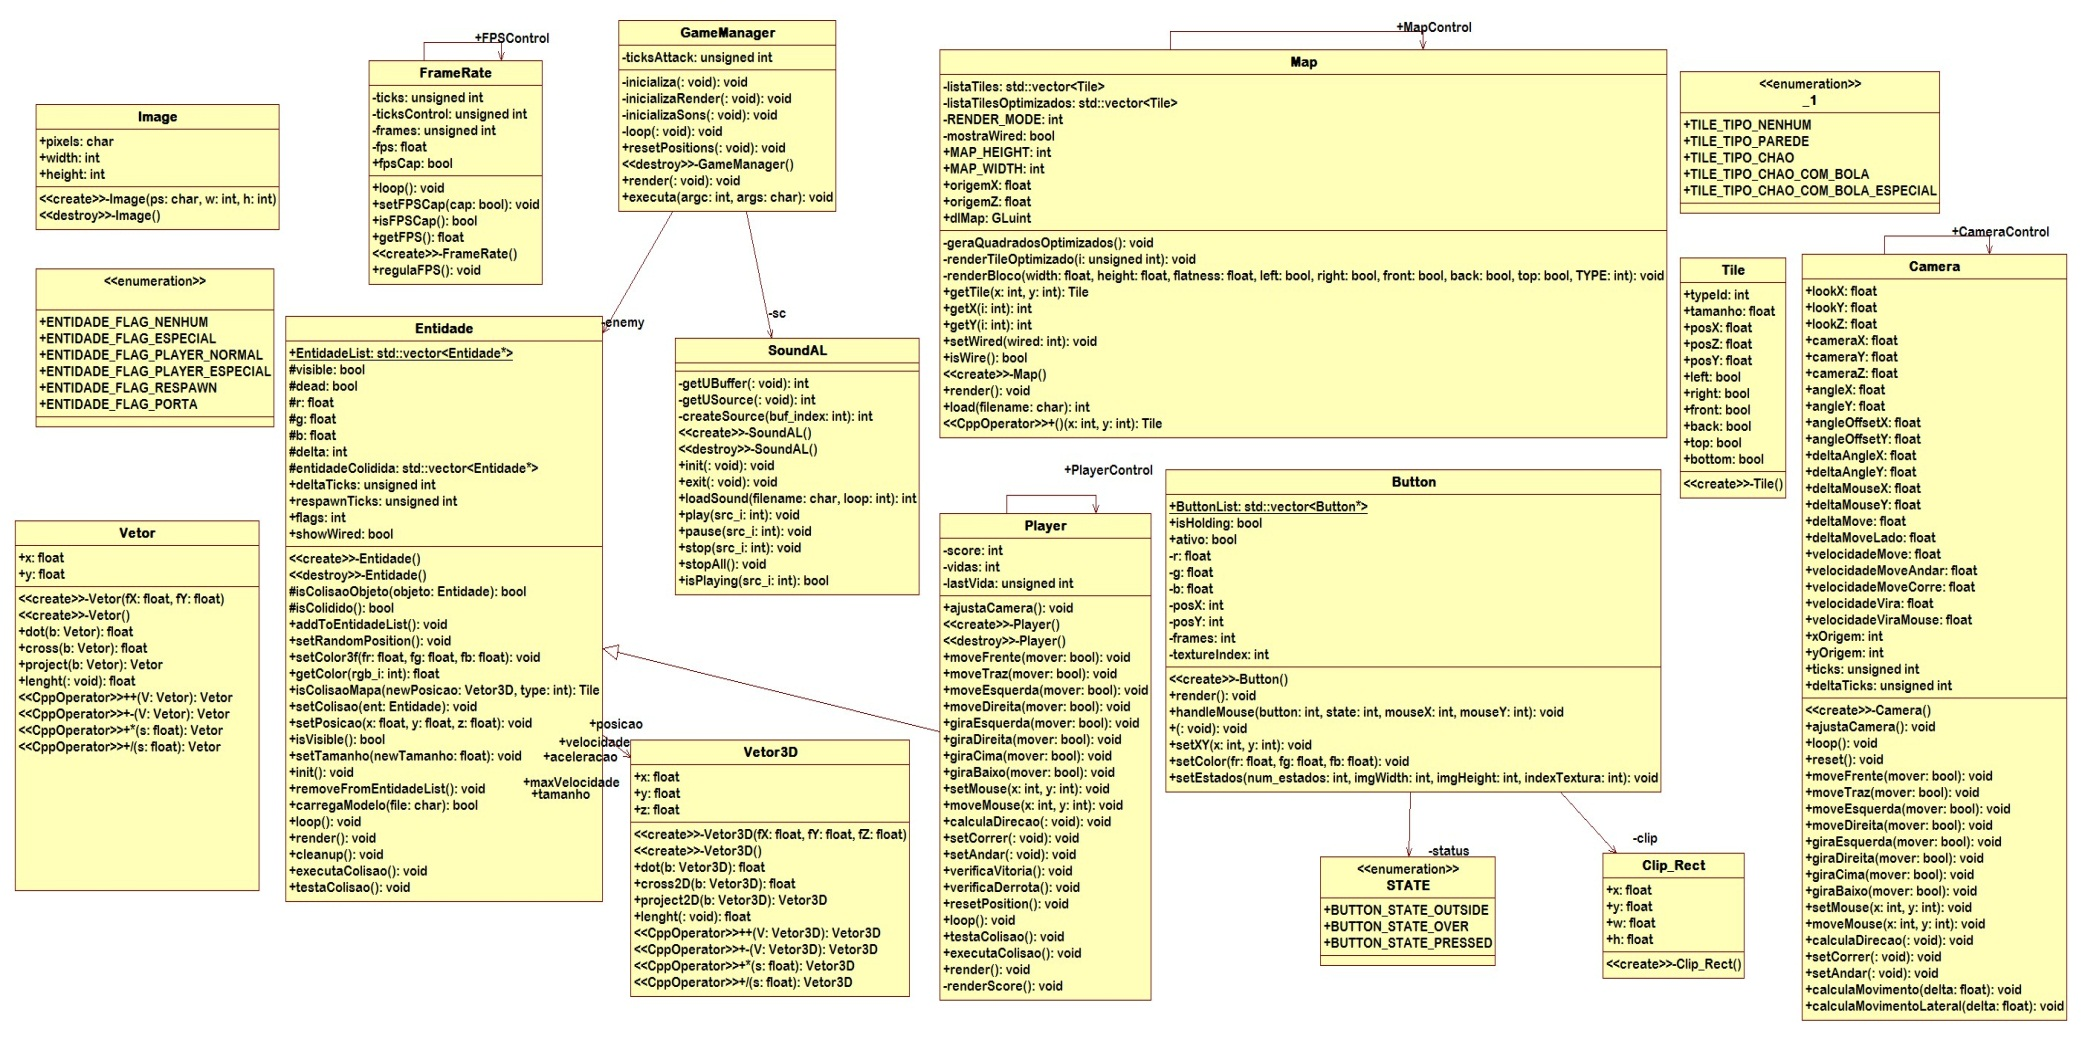 Image
+pixels: char
+width: int
+height: int
<<create>>-Image(ps: char, w: int, h: int)
<<destroy>>-Image()
<<enumeration>>
+ENTIDADE_FLAG_NENHUM
+ENTIDADE_FLAG_ESPECIAL
+ENTIDADE_FLAG_PLAYER_NORMAL
+ENTIDADE_FLAG_PLAYER_ESPECIAL
+ENTIDADE_FLAG_RESPAWN
+ENTIDADE_FLAG_PORTA
Vetor
+x: float
+y: float
<<create>>-Vetor(fX: float, fY: float)
<<create>>-Vetor()
+dot(b: Vetor): float
+cross(b: Vetor): float
+project(b: Vetor): Vetor
+lenght(: void): float
<<CppOperator>>++(V: Vetor): Vetor
<<CppOperator>>+-(V: Vetor): Vetor
<<CppOperator>>+*(s: float): Vetor
<<CppOperator>>+/(s: float): Vetor
+FPSControl
FrameRate
-ticks: unsigned int
-ticksControl: unsigned int
-frames: unsigned int
-fps: float
+fpsCap: bool
+loop(): void
+setFPSCap(cap: bool): void
+isFPSCap(): bool
+getFPS(): float
<<create>>-FrameRate()
+regulaFPS(): void
GameManager
-ticksAttack: unsigned int
-inicializa(: void): void
-inicializaRender(: void): void
-inicializaSons(: void): void
-loop(: void): void
+resetPositions(: void): void
<<destroy>>-GameManager()
+render(: void): void
+executa(argc: int, args: char): void
-enemy
-sc
Entidade
+EntidadeList: std::vector<Entidade*>
#visible: bool
#dead: bool
#r: float
#g: float
#b: float
#delta: int
#entidadeColidida: std::vector<Entidade*>
+deltaTicks: unsigned int
+respawnTicks: unsigned int
+flags: int
+showWired: bool
<<create>>-Entidade()
<<destroy>>-Entidade()
#isColisaoObjeto(objeto: Entidade): bool
#isColidido(): bool
+addToEntidadeList(): void
+setRandomPosition(): void
+setColor3f(fr: float, fg: float, fb: float): void
+getColor(rgb_i: int): float
+isColisaoMapa(newPosicao: Vetor3D, type: int): Tile
+setColisao(ent: Entidade): void
+setPosicao(x: float, y: float, z: float): void
+isVisible(): bool
+setTamanho(newTamanho: float): void
+init(): void
+removeFromEntidadeList(): void
+carregaModelo(file: char): bool
+loop(): void
+render(): void
+cleanup(): void
+executaColisao(): void
+testaColisao(): void
SoundAL
-getUBuffer(: void): int
-getUSource(: void): int
-createSource(buf_index: int): int
<<create>>-SoundAL()
<<destroy>>-SoundAL()
+init(: void): void
+exit(: void): void
+loadSound(filename: char, loop: int): int
+play(src_i: int): void
+pause(src_i: int): void
+stop(src_i: int): void
+stopAll(): void
+isPlaying(src_i: int): bool
+posicao
+velocidade
+aceleracao
+maxVelocidade
+tamanho
Vetor3D
+x: float
+y: float
+z: float
<<create>>-Vetor3D(fX: float, fY: float, fZ: float)
<<create>>-Vetor3D()
+dot(b: Vetor3D): float
+cross2D(b: Vetor3D): float
+project2D(b: Vetor3D): Vetor3D
+lenght(: void): float
<<CppOperator>>++(V: Vetor3D): Vetor3D
<<CppOperator>>+-(V: Vetor3D): Vetor3D
<<CppOperator>>+*(s: float): Vetor3D
<<CppOperator>>+/(s: float): Vetor3D
+MapControl
Map
-listaTiles: std::vector<Tile>
-listaTilesOptimizados: std::vector<Tile>
-RENDER_MODE: int
-mostraWired: bool
+MAP_HEIGHT: int
+MAP_WIDTH: int
+origemX: float
+origemZ: float
+dlMap: GLuint
-geraQuadradosOptimizados(): void
-renderTileOptimizado(i: unsigned int): void
-renderBloco(width: float, height: float, flatness: float, left: bool, right: bool, front: bool, back: bool, top: bool, TYPE: int): void
+getTile(x: int, y: int): Tile
+getX(i: int): int
+getY(i: int): int
+setWired(wired: int): void
+isWire(): bool
<<create>>-Map()
+render(): void
+load(filename: char): int
<<CppOperator>>+()(x: int, y: int): Tile
+PlayerControl
Player
-score: int
-vidas: int
-lastVida: unsigned int
+ajustaCamera(): void
<<create>>-Player()
<<destroy>>-Player()
+moveFrente(mover: bool): void
+moveTraz(mover: bool): void
+moveEsquerda(mover: bool): void
+moveDireita(mover: bool): void
+giraEsquerda(mover: bool): void
+giraDireita(mover: bool): void
+giraCima(mover: bool): void
+giraBaixo(mover: bool): void
+setMouse(x: int, y: int): void
+moveMouse(x: int, y: int): void
+calculaDirecao(: void): void
+setCorrer(: void): void
+setAndar(: void): void
+verificaVitoria(): void
+verificaDerrota(): void
+resetPosition(): void
+loop(): void
+testaColisao(): void
+executaColisao(): void
+render(): void
-renderScore(): void
Button
+ButtonList: std::vector<Button*>
+isHolding: bool
+ativo: bool
-r: float
-g: float
-b: float
-posX: int
-posY: int
-frames: int
-textureIndex: int
<<create>>-Button()
+render(): void
+handleMouse(button: int, state: int, mouseX: int, mouseY: int): void
+(: void): void
+setXY(x: int, y: int): void
+setColor(fr: float, fg: float, fb: float): void
+setEstados(num_estados: int, imgWidth: int, imgHeight: int, indexTextura: int): void
-status
<<enumeration>>
STATE
+BUTTON_STATE_OUTSIDE
+BUTTON_STATE_OVER
+BUTTON_STATE_PRESSED
-clip
Clip_Rect
+x: float
+y: float
+w: float
+h: float
<<create>>-Clip_Rect()
<<enumeration>>
_1
+TILE_TIPO_NENHUM
+TILE_TIPO_PAREDE
+TILE_TIPO_CHAO
+TILE_TIPO_CHAO_COM_BOLA
+TILE_TIPO_CHAO_COM_BOLA_ESPECIAL
Tile
+typeId: int
+tamanho: float
+posX: float
+posZ: float
+posY: float
+left: bool
+right: bool
+front: bool
+back: bool
+top: bool
+bottom: bool
<<create>>-Tile()
+CameraControl
Camera
+lookX: float
+lookY: float
+lookZ: float
+cameraX: float
+cameraY: float
+cameraZ: float
+angleX: float
+angleY: float
+angleOffsetX: float
+angleOffsetY: float
+deltaAngleX: float
+deltaAngleY: float
+deltaMouseX: float
+deltaMouseY: float
+deltaMove: float
+deltaMoveLado: float
+velocidadeMove: float
+velocidadeMoveAndar: float
+velocidadeMoveCorre: float
+velocidadeVira: float
+velocidadeViraMouse: float
+xOrigem: int
+yOrigem: int
+ticks: unsigned int
+deltaTicks: unsigned int
<<create>>-Camera()
+ajustaCamera(): void
+loop(): void
+reset(): void
+moveFrente(mover: bool): void
+moveTraz(mover: bool): void
+moveEsquerda(mover: bool): void
+moveDireita(mover: bool): void
+giraEsquerda(mover: bool): void
+giraDireita(mover: bool): void
+giraCima(mover: bool): void
+giraBaixo(mover: bool): void
+setMouse(x: int, y: int): void
+moveMouse(x: int, y: int): void
+calculaDirecao(: void): void
+setCorrer(: void): void
+setAndar(: void): void
+calculaMovimento(delta: float): void
+calculaMovimentoLateral(delta: float): void